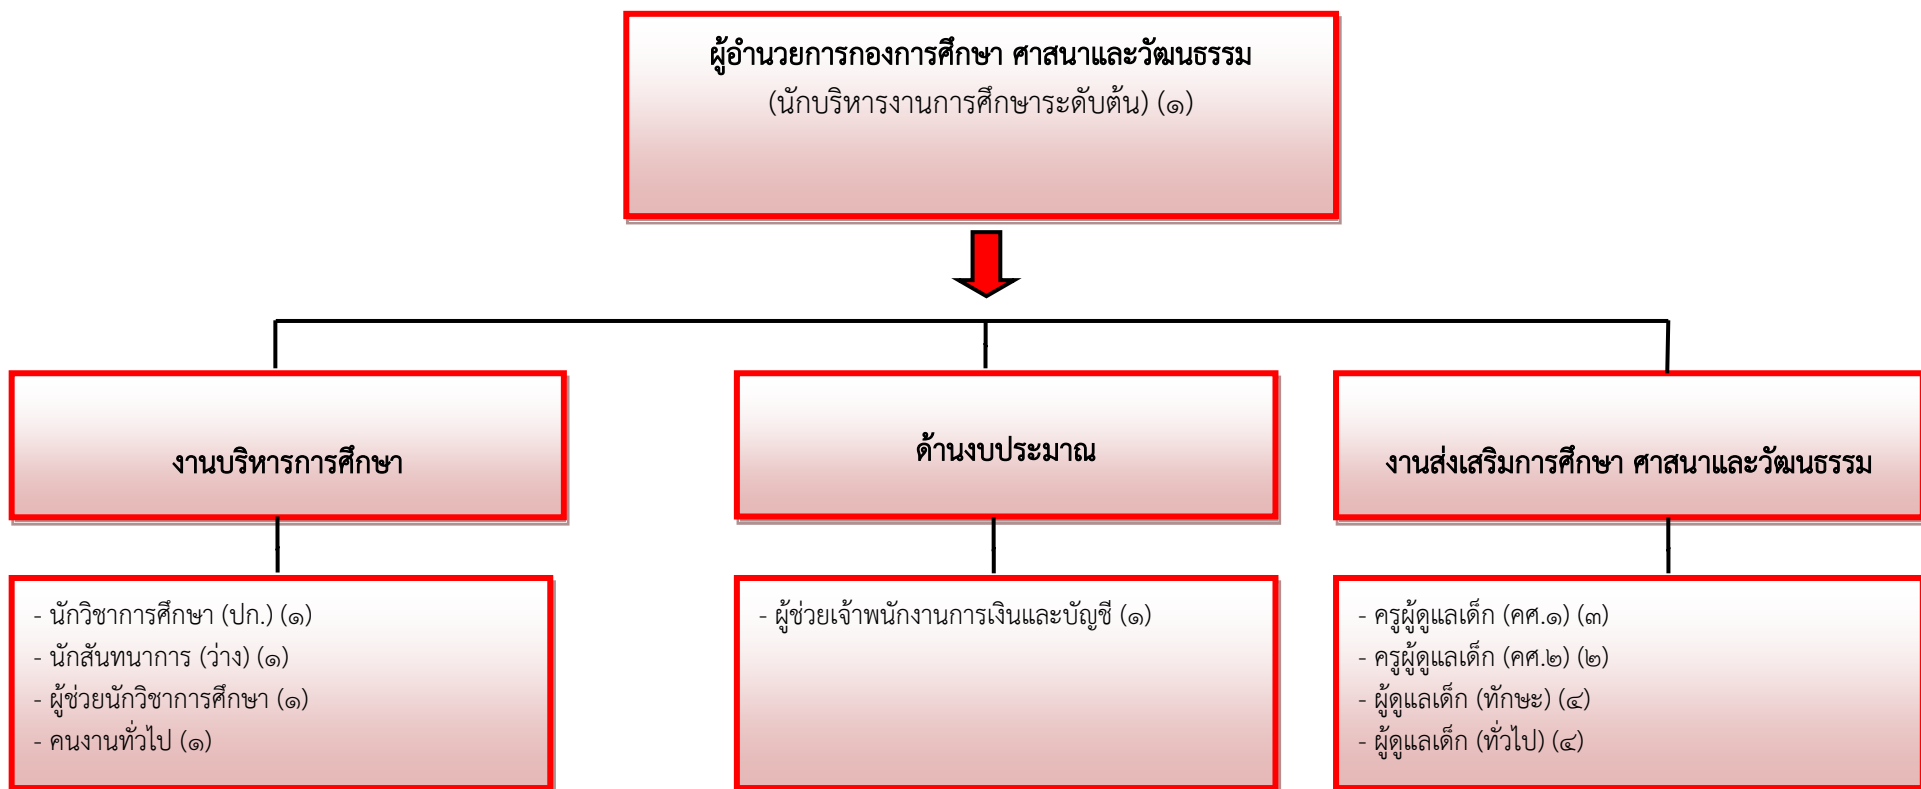 ผู้อำนวยการกองการศึกษา ศาสนาและวัฒนธรรม
(นักบริหารงานการศึกษาระดับต้น) (๑)
งานบริหารการศึกษา
ด้านงบประมาณ
งานส่งเสริมการศึกษา ศาสนาและวัฒนธรรม
- นักวิชาการศึกษา (ปก.) (๑)
- นักสันทนาการ (ว่าง) (๑)
- ผู้ช่วยนักวิชาการศึกษา (๑)
- คนงานทั่วไป (๑)
- ผู้ช่วยเจ้าพนักงานการเงินและบัญชี (๑)
- ครูผู้ดูแลเด็ก (คศ.๑) (๓)
- ครูผู้ดูแลเด็ก (คศ.๒) (๒)
- ผู้ดูแลเด็ก (ทักษะ) (๔)
- ผู้ดูแลเด็ก (ทั่วไป) (๔)